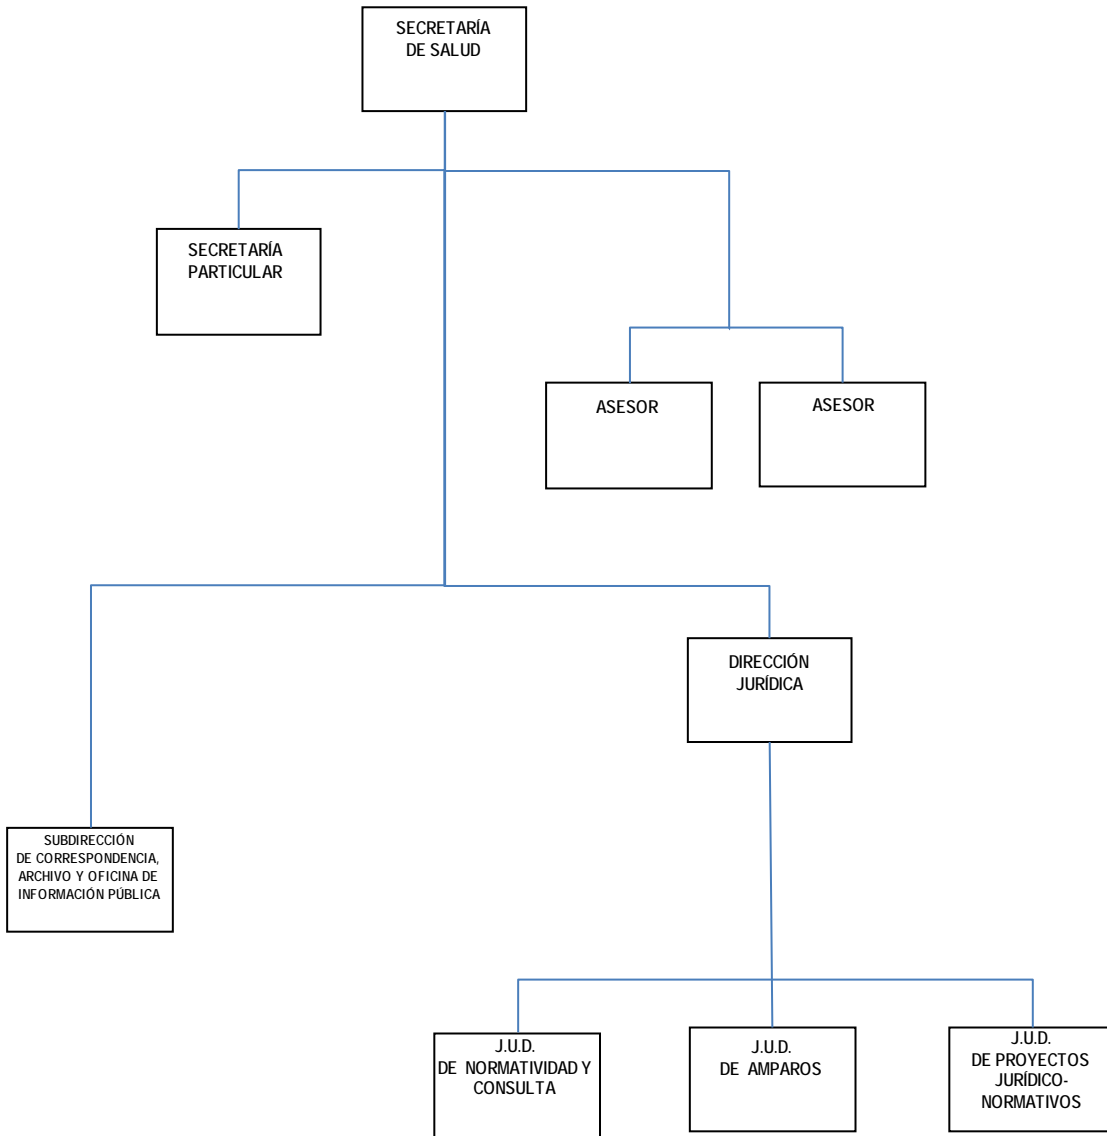 SECRETARÍA
DE SALUD
SECRETARÍA
PARTICULAR
ASESOR
ASESOR
DIRECCIÓN
JURÍDICA
SUBDIRECCIÓN
DE CORRESPONDENCIA,
ARCHIVO Y OFICINA DE
INFORMACIÓN PÚBLICA
J.U.D.
DE NORMATIVIDAD Y
CONSULTA
J.U.D.
DE AMPAROS
J.U.D.
DE PROYECTOS
JURÍDICO-
NORMATIVOS